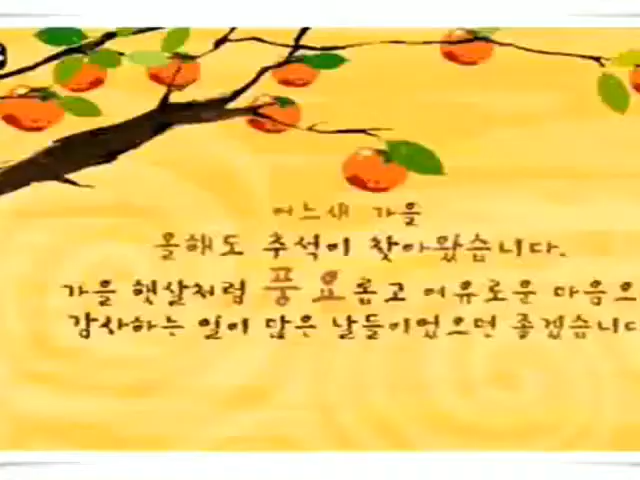 어느새 가을
올해도 추석이 찾아왔습니다.
가을 햇살처럼 풍요롭고 여유로운 마음으
감사하는 일이 많은 날들이었으면 좋겠습니다